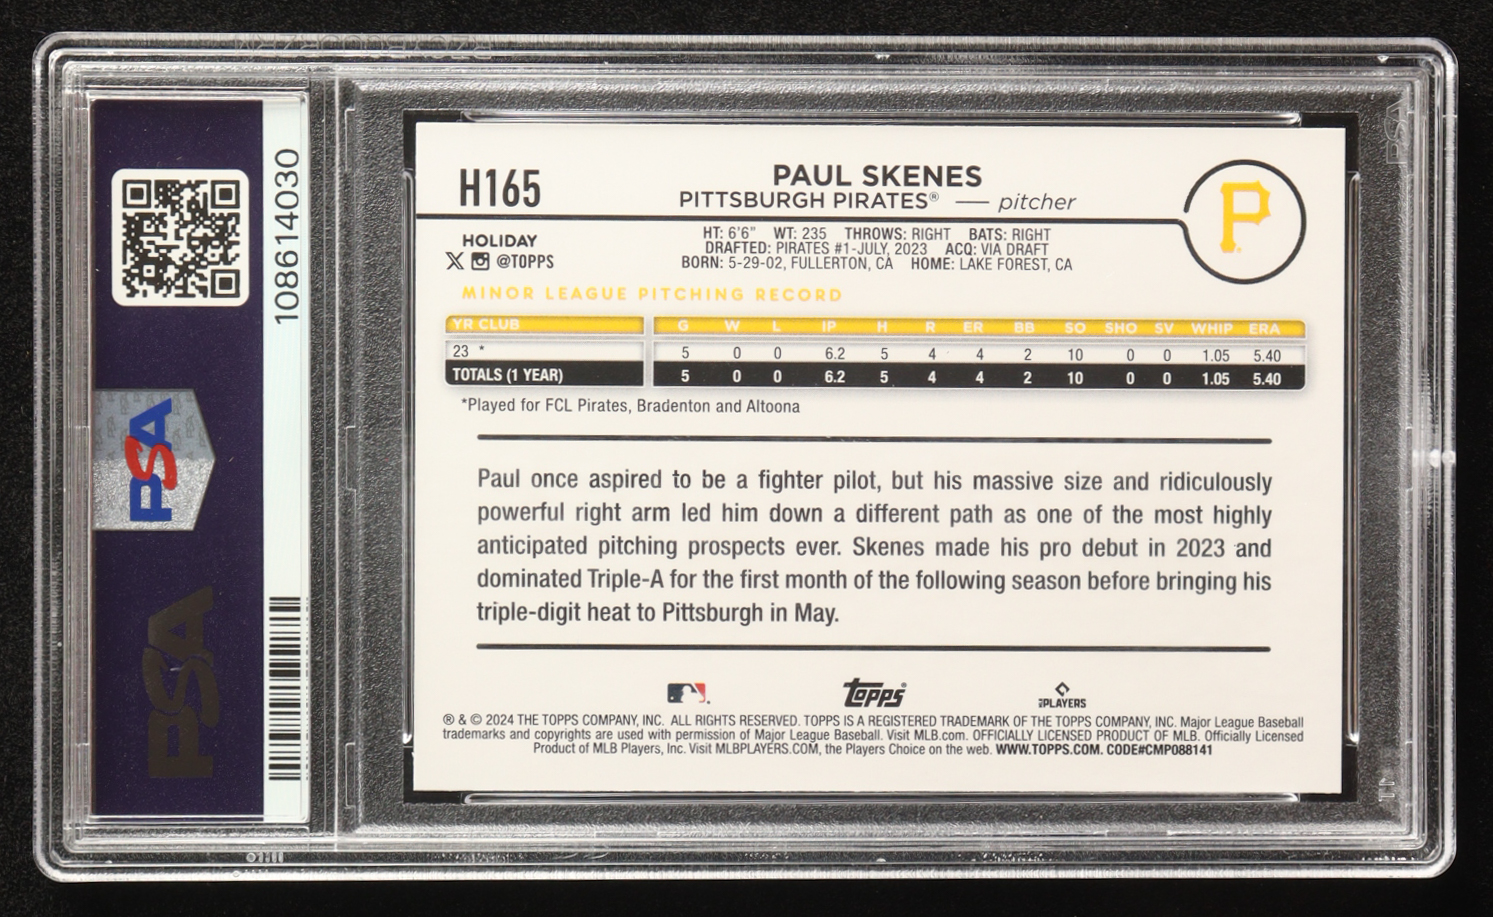 108614030
PSA
PSA
H165
PAUL SKENES
PITTSBURGH PIRATES® — pitcher
P
HOLIDAY
@TOPPS
HT: 6'6" WT: 235 THROWS: RIGHT BATS: RIGHT
DRAFTED: PIRATES #1-JULY, 2023 ACQ: VIA DRAFT
BORN: 5-29-02, FULLERTON, CA HOME: LAKE FOREST, CA
MINOR LEAGUE PITCHING RECORD
YR CLUB G W L IP H R ER BB SO SHO SV WHIP ERA
23 * 5 0 0 6.2 5 4 4 2 10 0 0 1.05 5.40
TOTALS (1 YEAR) 5 0 0 6.2 5 4 4 2 10 0 0 1.05 5.40
*Played for FCL Pirates, Bradenton and Altoona
Paul once aspired to be a fighter pilot, but his massive size and ridiculously
powerful right arm led him down a different path as one of the most highly
anticipated pitching prospects ever. Skenes made his pro debut in 2023 and
dominated Triple-A for the first month of the following season before bringing his
triple-digit heat to Pittsburgh in May.
Topps®
PLAYERS
® & © 2024 THE TOPPS COMPANY, INC. ALL RIGHTS RESERVED. TOPPS IS A REGISTERED TRADEMARK OF THE TOPPS COMPANY, INC. Major League Baseball
trademarks and copyrights are used with permission of Major League Baseball. Visit MLB.com. OFFICIALLY LICENSED PRODUCT OF MLB. Officially Licensed
Product of MLB Players, Inc. Visit MLBPLAYERS.COM, the Players Choice on the web. WWW.TOPPS.COM. CODE#CMP088141